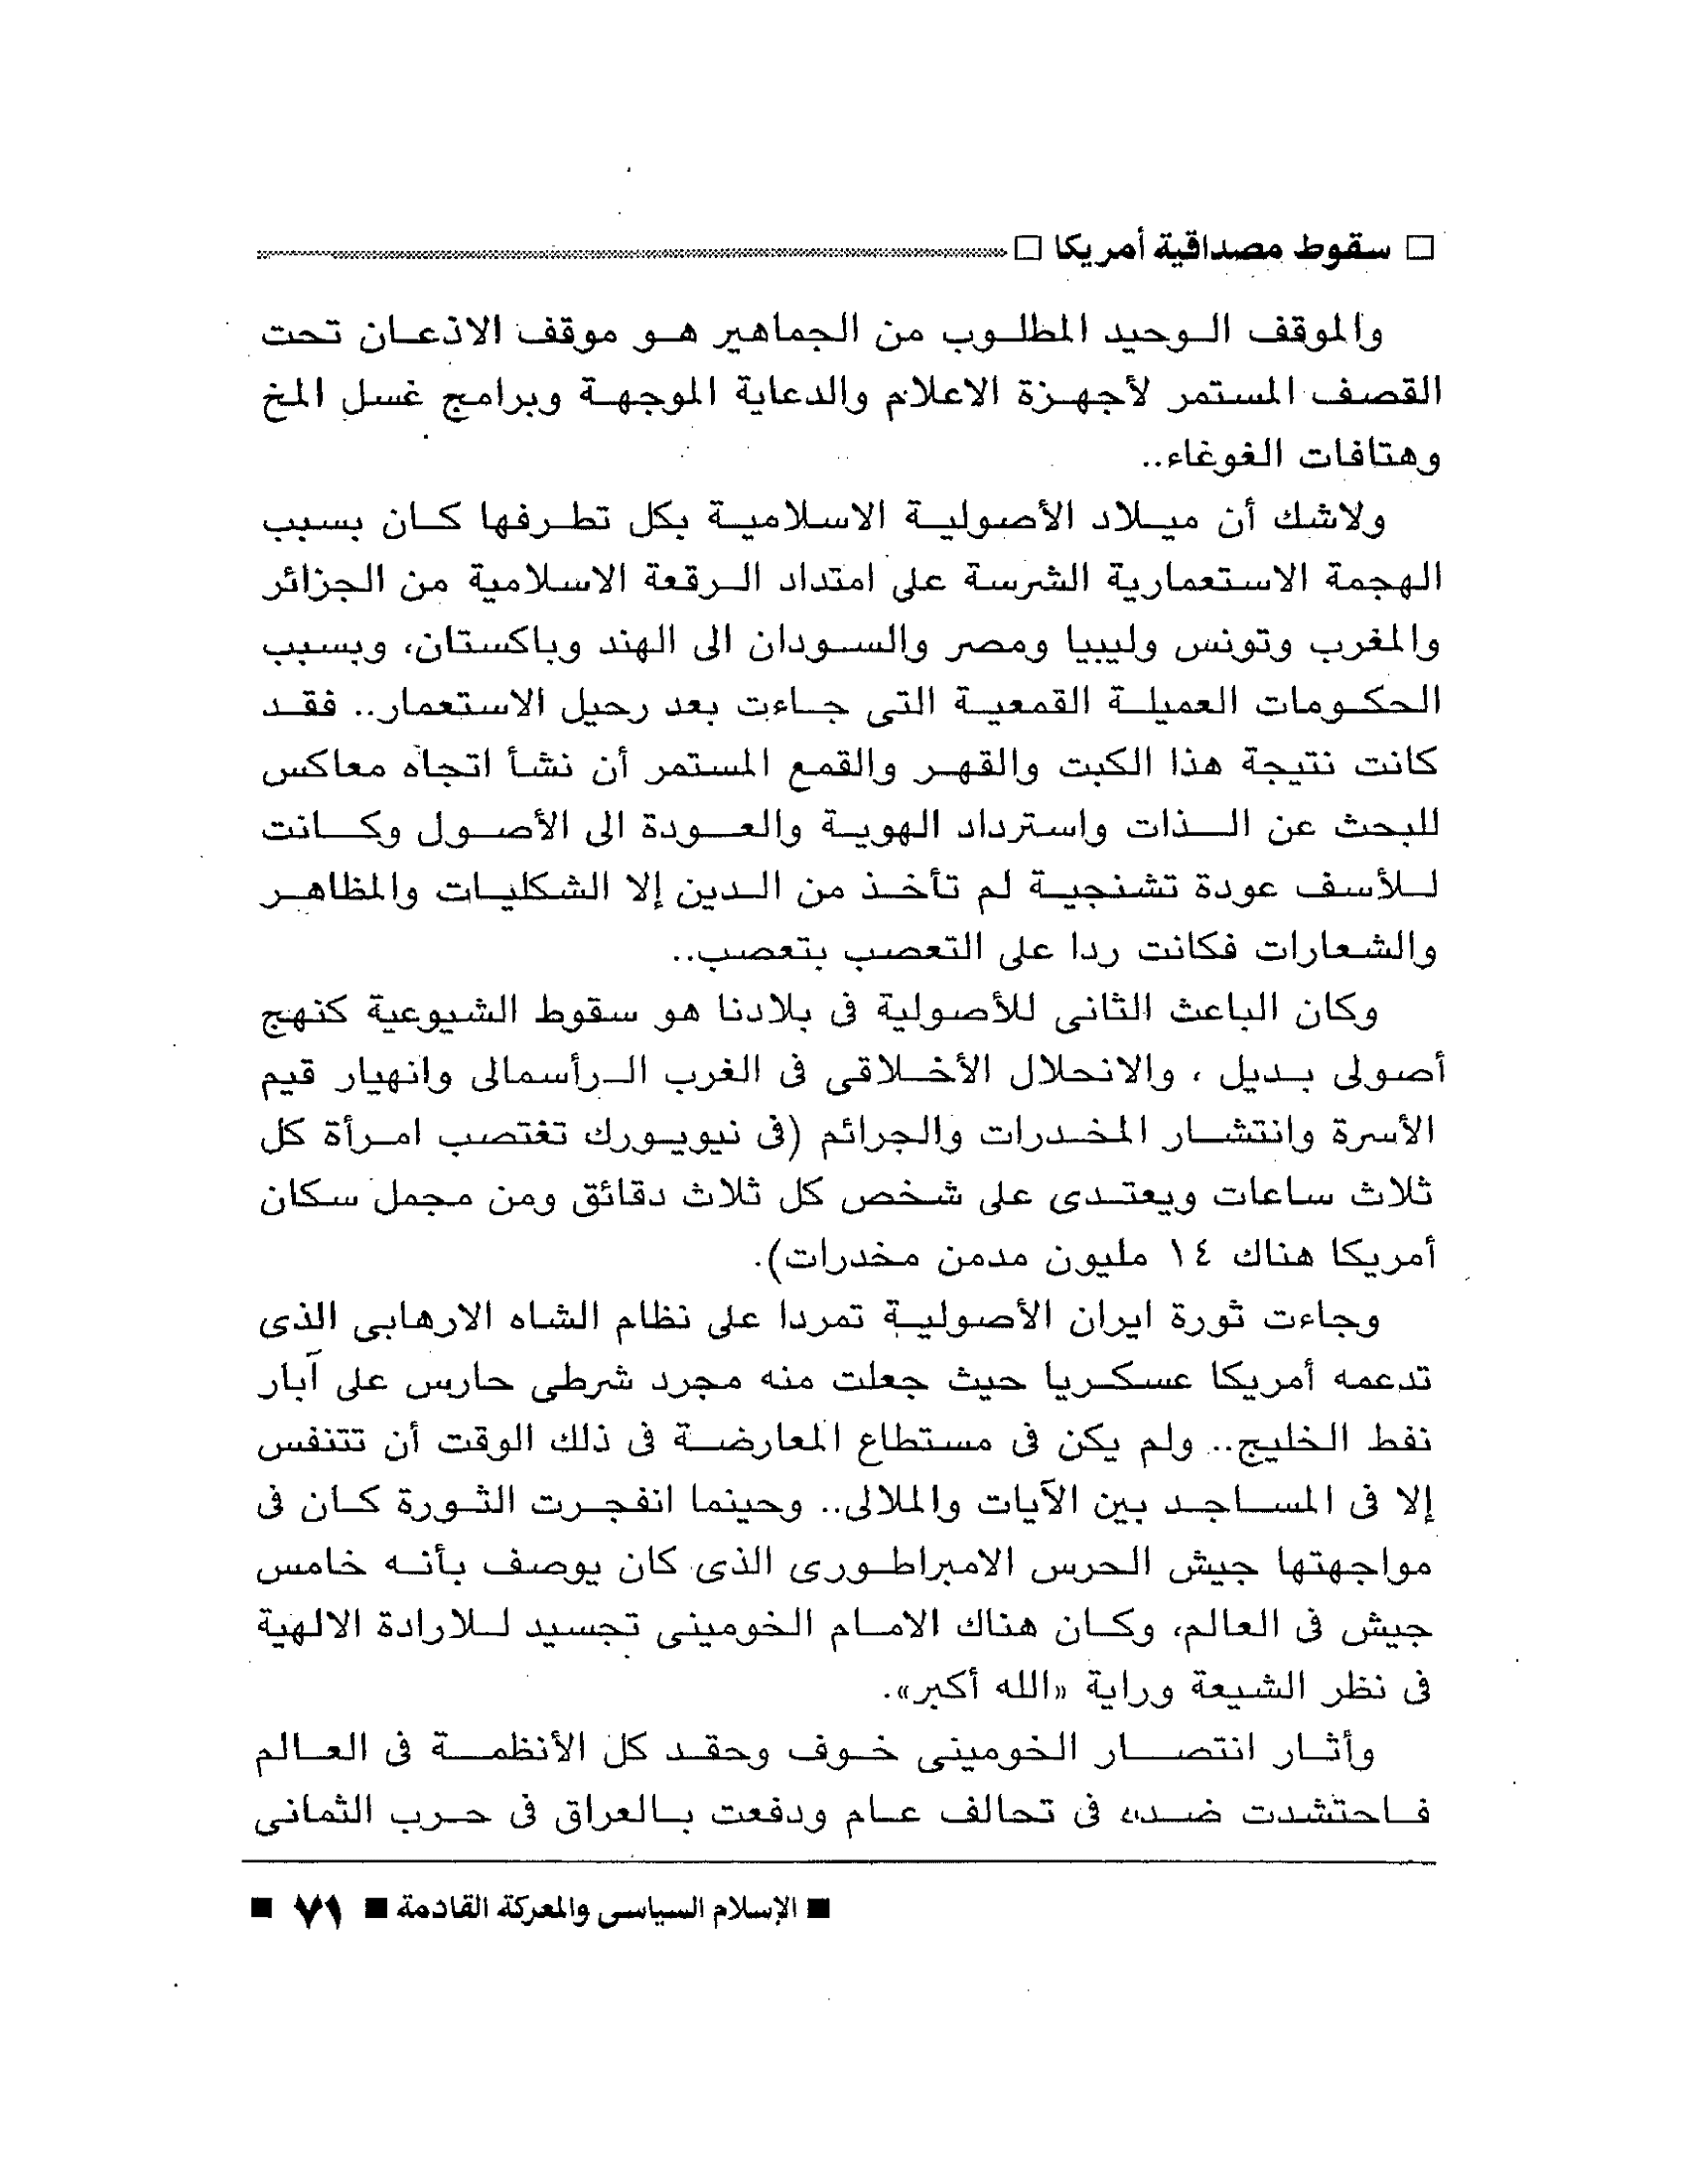 □ سقوط مصداقية أمريكا □
والموقف الوحيد المطلوب من الجماهير هو موقف الاذعان تحت
القصف المستمر لأجهزة الاعلام والدعاية الموجهة وبرامج غسل المخ
وهتافات الغوغاء..
ولاشك أن ميلاد الأصولية الاسلامية بكل تطرفها كان بسبب
الهجمة الاستعمارية الشرسة على امتداد الرقعة الاسلامية من الجزائر
والمغرب وتونس وليبيا ومصر والسودان الى الهند وباكستان، وبسبب
الحكومات العميلة القمعية التى جاءت بعد رحيل الاستعمار.. فقد
كانت نتيجة هذا الكبت والقهر والقمع المستمر أن نشأ اتجاه معاكس
للبحث عن الذات واسترداد الهوية والعودة الى الأصول وكانت
للأسف عودة تشنجية لم تأخذ من الدين إلا الشكليات والمظاهر
والشعارات فكانت ردا على التعصب بتعصب..
وكان الباعث الثانى للأصولية فى بلادنا هو سقوط الشيوعية كنهج
أصولى بديل ، والانحلال الأخلاقى فى الغرب الرأسمالى وانهيار قيم
الأسرة وانتشار المخدرات والجرائم (فى نيويورك تغتصب امرأة كل
ثلاث ساعات ويعتدى على شخص كل ثلاث دقائق ومن مجمل سكان
أمريكا هناك ١٤ مليون مدمن مخدرات).
وجاءت ثورة ايران الأصولية تمردا على نظام الشاه الارهابى الذى
تدعمه أمريكا عسكريا حيث جعلت منه مجرد شرطى حارس على آبار
نفط الخليج.. ولم يكن فى مستطاع المعارضة فى ذلك الوقت أن تتنفس
إلا فى المساجد بين الآيات والملالى.. وحينما انفجرت الثورة كان فى
مواجهتها جيش الحرس الامبراطورى الذى كان يوصف بأنه خامس
جيش فى العالم، وكان هناك الامام الخومينى تجسيد للارادة الالهية
فى نظر الشيعة وراية «الله أكبر».
وأثار انتصار الخومينى خوف وحقد كل الأنظمة فى العالم
فاحتشدت ضده فى تحالف عام ودفعت بالعراق فى حرب الثمانى
■ الإسلام السياسى والمعركة القادمة ■ ٧١ ■